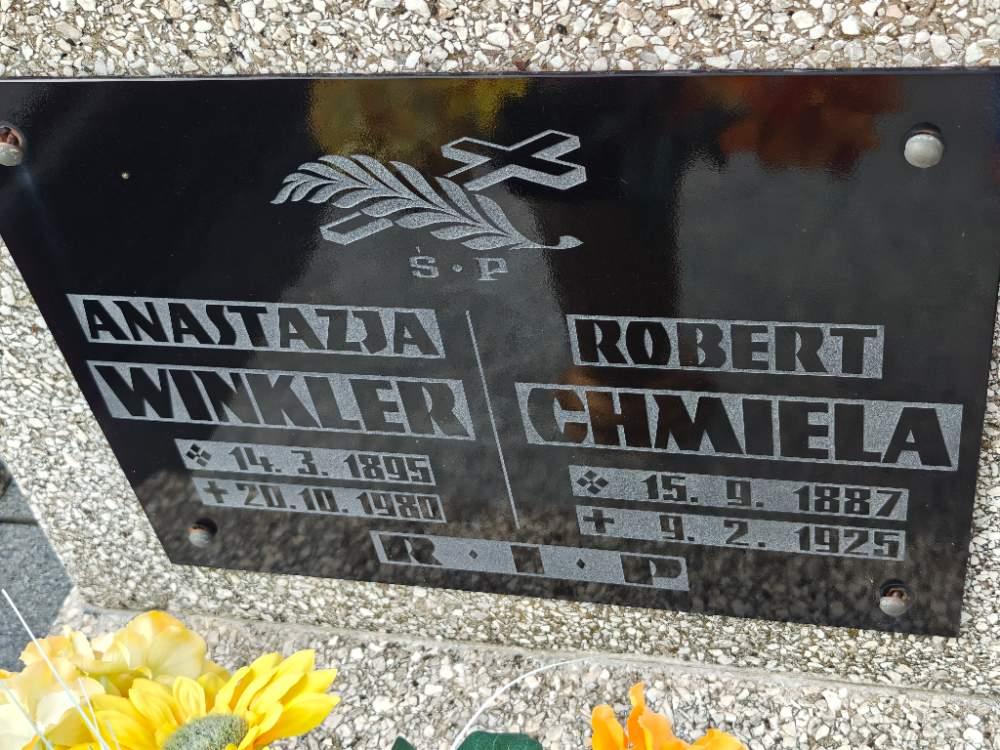 Ś·P
ANASTAZJA
WINKLER
14.3.1895
+20.10.1980
ROBERT
CHMIELA
15.9.1887
+ 9.2.1925
R·I·P